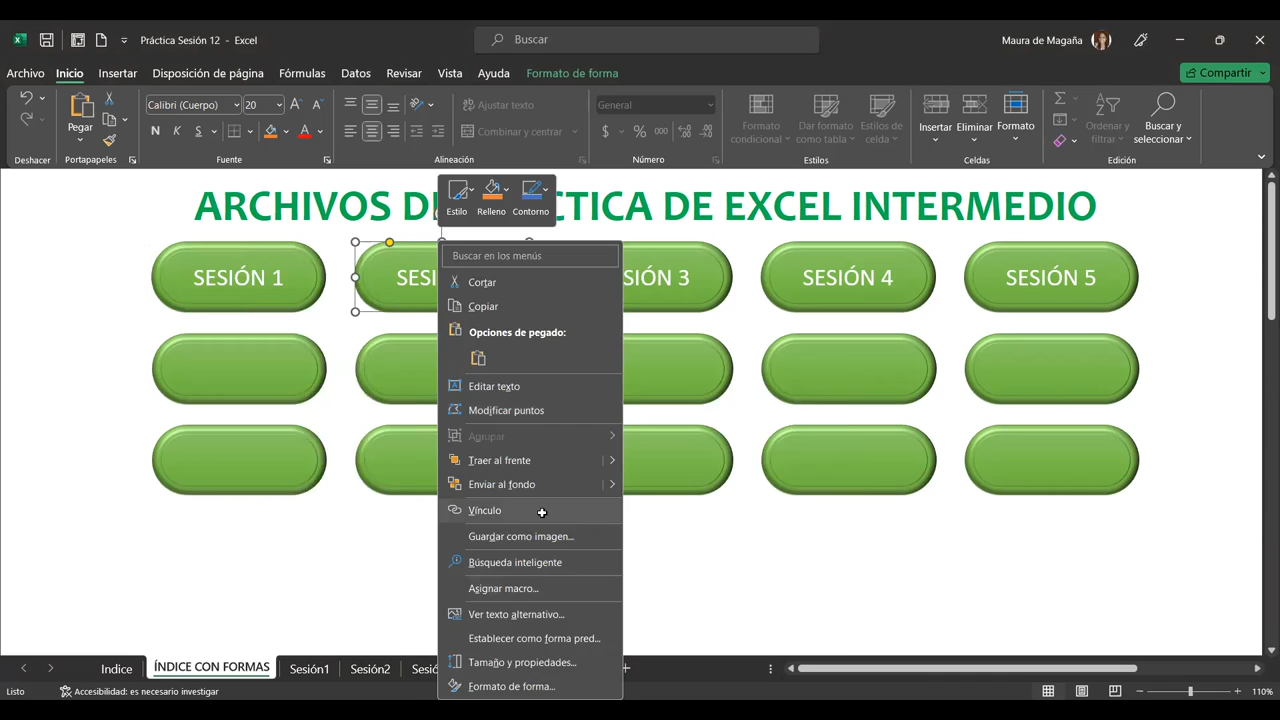 Práctica Sesión 12 - Excel
Buscar
Maura de Magaña
Archivo Inicio Insertar Disposición de página Fórmulas Datos Revisar Vista Ayuda Formato de forma
Compartir
Pegar
Calibri (Cuerpo) 20
N K S
Ajustar texto
Combinar y centrar
General
$ % 000
Formato condicional
Dar formato como tabla
Estilos de celda
Insertar
Eliminar
Formato
Ordenar y filtrar
Buscar y seleccionar
Deshacer Portapapeles Fuente Alineación Número Estilos Celdas Edición
Estilo Relleno Contorno
ARCHIVOS D CTICA DE EXCEL INTERMEDIO
SESIÓN 1
SESI
SIÓN 3
SESIÓN 4
SESIÓN 5
Buscar en los menús
Cortar
Copiar
Opciones de pegado:
Editar texto
Modificar puntos
Agrupar
Traer al frente
Enviar al fondo
Vínculo
Guardar como imagen...
Búsqueda inteligente
Asignar macro...
Ver texto alternativo...
Establecer como forma pred...
Tamaño y propiedades...
Formato de forma...
Indice ÍNDICE CON FORMAS Sesión1 Sesión2 Sesió
Listo
Accesibilidad: es necesario investigar
110%